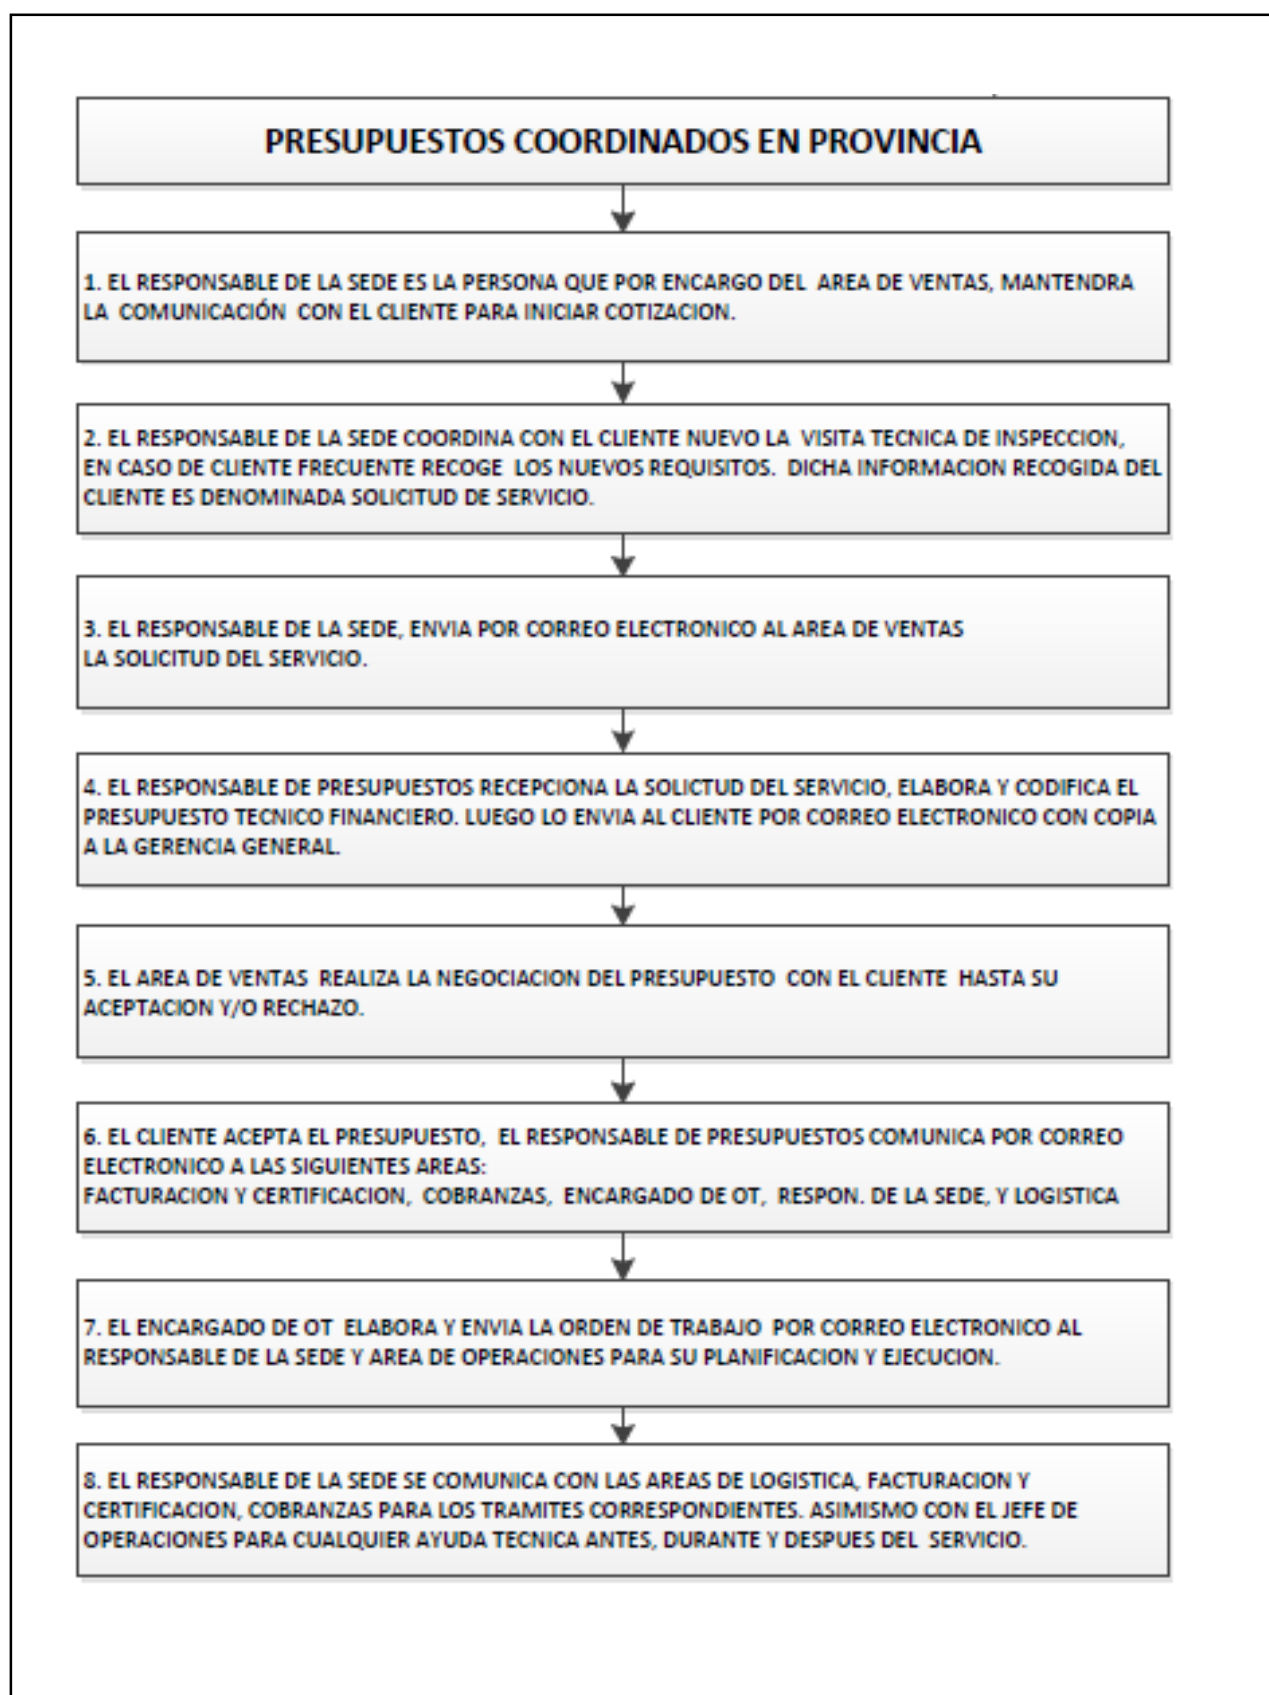 PRESUPUESTOS COORDINADOS EN PROVINCIA
1. EL RESPONSABLE DE LA SEDE ES LA PERSONA QUE POR ENCARGO DEL AREA DE VENTAS, MANTENDRA
LA COMUNICACIÓN CON EL CLIENTE PARA INICIAR COTIZACION.
2. EL RESPONSABLE DE LA SEDE COORDINA CON EL CLIENTE NUEVO LA VISITA TECNICA DE INSPECCION,
EN CASO DE CLIENTE FRECUENTE RECOGE LOS NUEVOS REQUISITOS. DICHA INFORMACION RECOGIDA DEL
CLIENTE ES DENOMINADA SOLICITUD DE SERVICIO.
3. EL RESPONSABLE DE LA SEDE, ENVIA POR CORREO ELECTRONICO AL AREA DE VENTAS
LA SOLICITUD DEL SERVICIO.
4. EL RESPONSABLE DE PRESUPUESTOS RECEPCIONA LA SOLICTUD DEL SERVICIO, ELABORA Y CODIFICA EL
PRESUPUESTO TECNICO FINANCIERO. LUEGO LO ENVIA AL CLIENTE POR CORREO ELECTRONICO CON COPIA
A LA GERENCIA GENERAL.
5. EL AREA DE VENTAS REALIZA LA NEGOCIACION DEL PRESUPUESTO CON EL CLIENTE HASTA SU
ACEPTACION Y/O RECHAZO.
6. EL CLIENTE ACEPTA EL PRESUPUESTO, EL RESPONSABLE DE PRESUPUESTOS COMUNICA POR CORREO
ELECTRONICO A LAS SIGUIENTES AREAS:
FACTURACION Y CERTIFICACION, COBRANZAS, ENCARGADO DE OT, RESPON. DE LA SEDE, Y LOGISTICA
7. EL ENCARGADO DE OT ELABORA Y ENVIA LA ORDEN DE TRABAJO POR CORREO ELECTRONICO AL
RESPONSABLE DE LA SEDE Y AREA DE OPERACIONES PARA SU PLANIFICACION Y EJECUCION.
8. EL RESPONSABLE DE LA SEDE SE COMUNICA CON LAS AREAS DE LOGISTICA, FACTURACION Y
CERTIFICACION, COBRANZAS PARA LOS TRAMITES CORRESPONDIENTES. ASIMISMO CON EL JEFE DE
OPERACIONES PARA CUALQUIER AYUDA TECNICA ANTES, DURANTE Y DESPUES DEL SERVICIO.